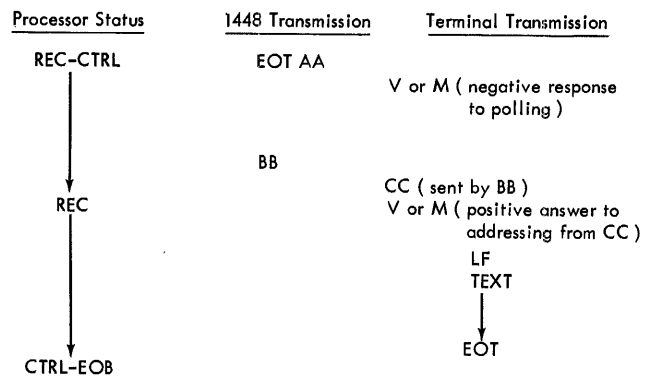 Processor Status 1448 Transmission Terminal Transmission
REC-CTRL EOT AA
V or M ( negative response
to polling )
BB
CC ( sent by BB )
REC V or M ( positive answer to
addressing from CC )
LF
TEXT
EOT
CTRL-EOB